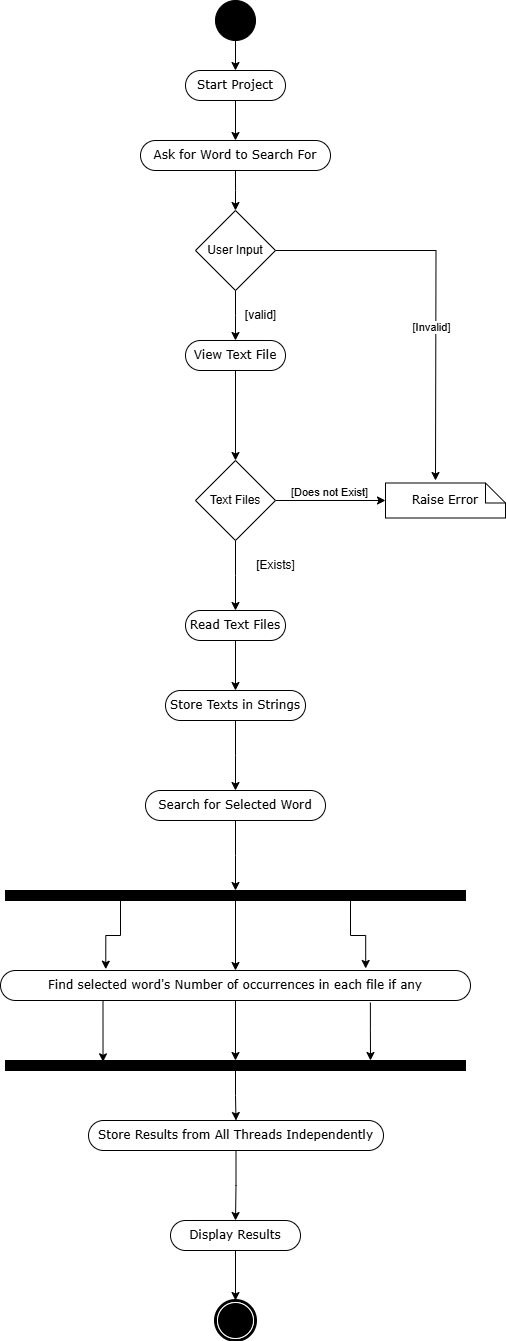 Start Project
Ask for Word to Search For
User Input
[valid]
[Invalid]
View Text File
Text Files
[Does not Exist]
Raise Error
[Exists]
Read Text Files
Store Texts in Strings
Search for Selected Word
Find selected word's Number of occurrences in each file if any
Store Results from All Threads Independently
Display Results